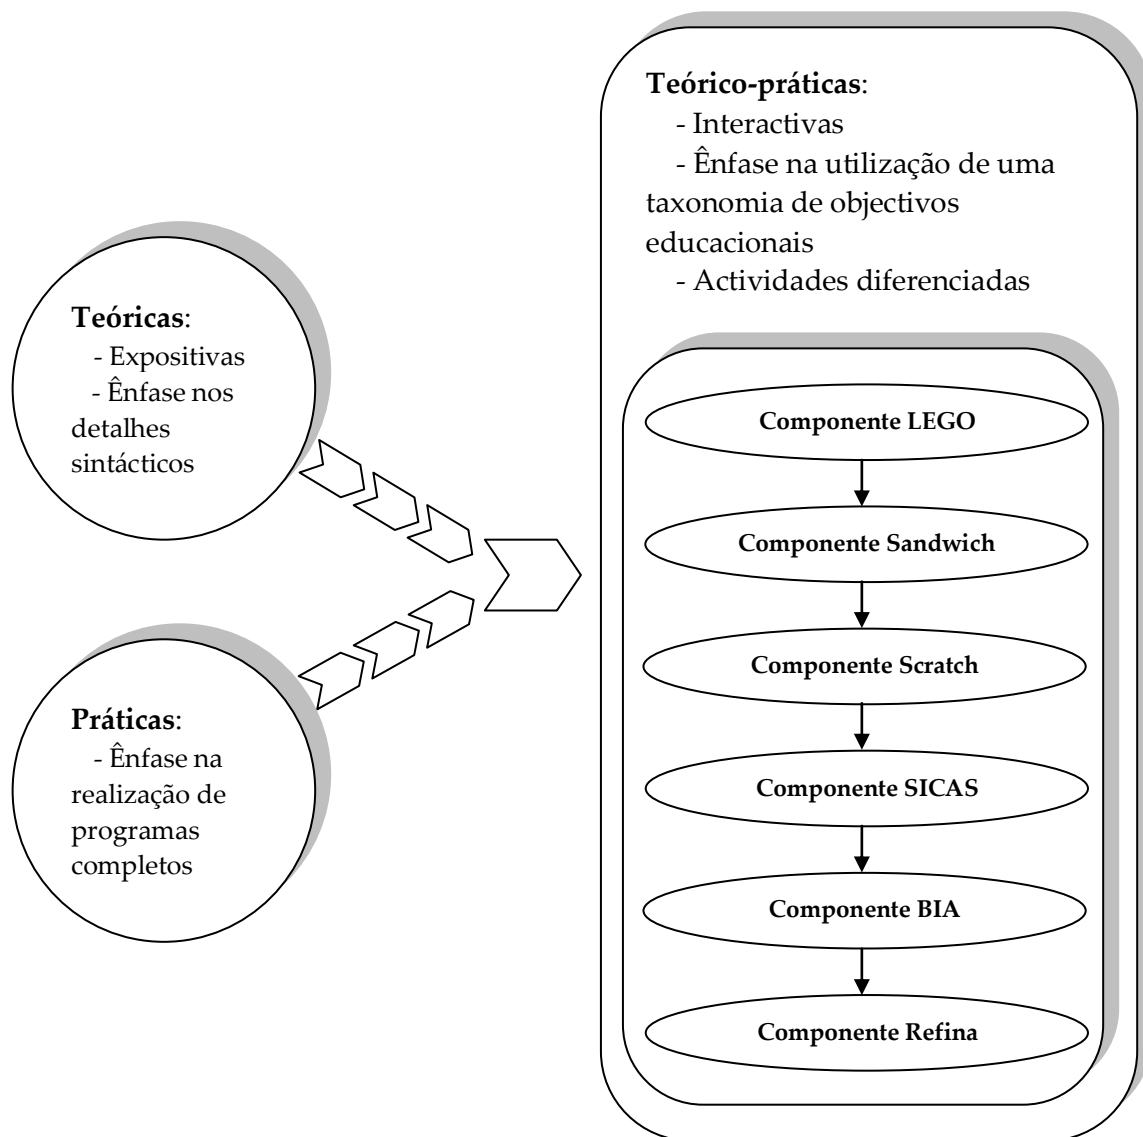 Teóricas:
- Expositivas
- Ênfase nos
detalhes
sintácticos
Práticas:
- Ênfase na
realização de
programas
completos
Teórico-práticas:
- Interactivas
- Ênfase na utilização de uma
taxonomia de objectivos
educacionais
- Actividades diferenciadas
Componente LEGO
Componente Sandwich
Componente Scratch
Componente SICAS
Componente BIA
Componente Refina